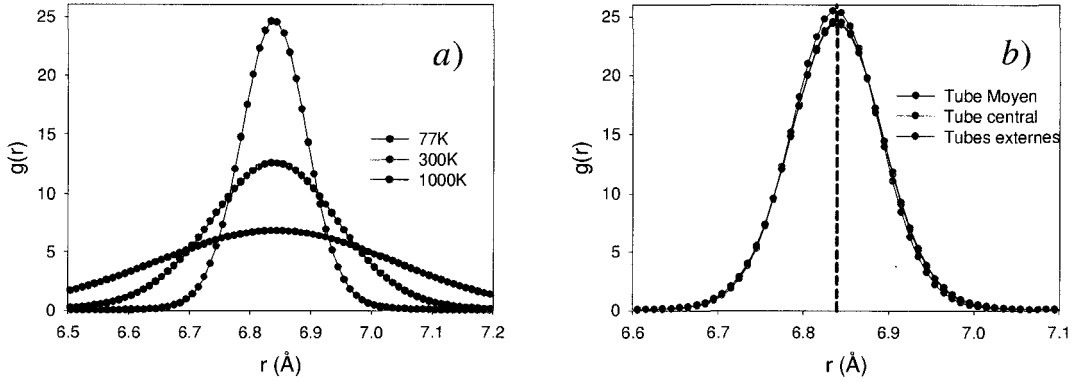 a)
g(r)
25
20
15
10
5
0
77K
300K
1000K
6.5 6.6 6.7 6.8 6.9 7.0 7.1 7.2
r (Å)
b)
g(r)
25
20
15
10
5
0
Tube Moyen
Tube central
Tubes externes
6.6 6.7 6.8 6.9 7.0 7.1
r (Å)